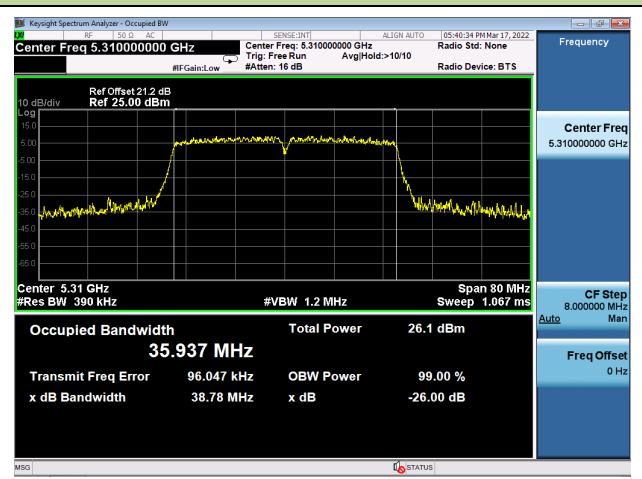 Keysight Spectrum Analyzer - Occupied BW
RF 50 Ω AC SENSE:INT ALIGN AUTO 05:40:34 PM Mar 17, 2022
Center Freq 5.310000000 GHz
Center Freq: 5.310000000 GHz
Radio Std: None
Trig: Free Run Avg|Hold:>10/10
#IFGain:Low
#Atten: 16 dB
Radio Device: BTS
Frequency
Ref Offset 21.2 dB
10 dB/div Ref 25.00 dBm
Log
15.0
5.00
-5.00
-15.0
-25.0
-35.0
-45.0
-55.0
-65.0
Center Freq
5.310000000 GHz
Center 5.31 GHz
Span 80 MHz
#Res BW 390 kHz
#VBW 1.2 MHz
Sweep 1.067 ms
CF Step
8.000000 MHz
Auto Man
Occupied Bandwidth
Total Power 26.1 dBm
35.937 MHz
Transmit Freq Error 96.047 kHz
OBW Power 99.00 %
x dB Bandwidth 38.78 MHz
x dB -26.00 dB
Freq Offset
0 Hz
MSG
STATUS